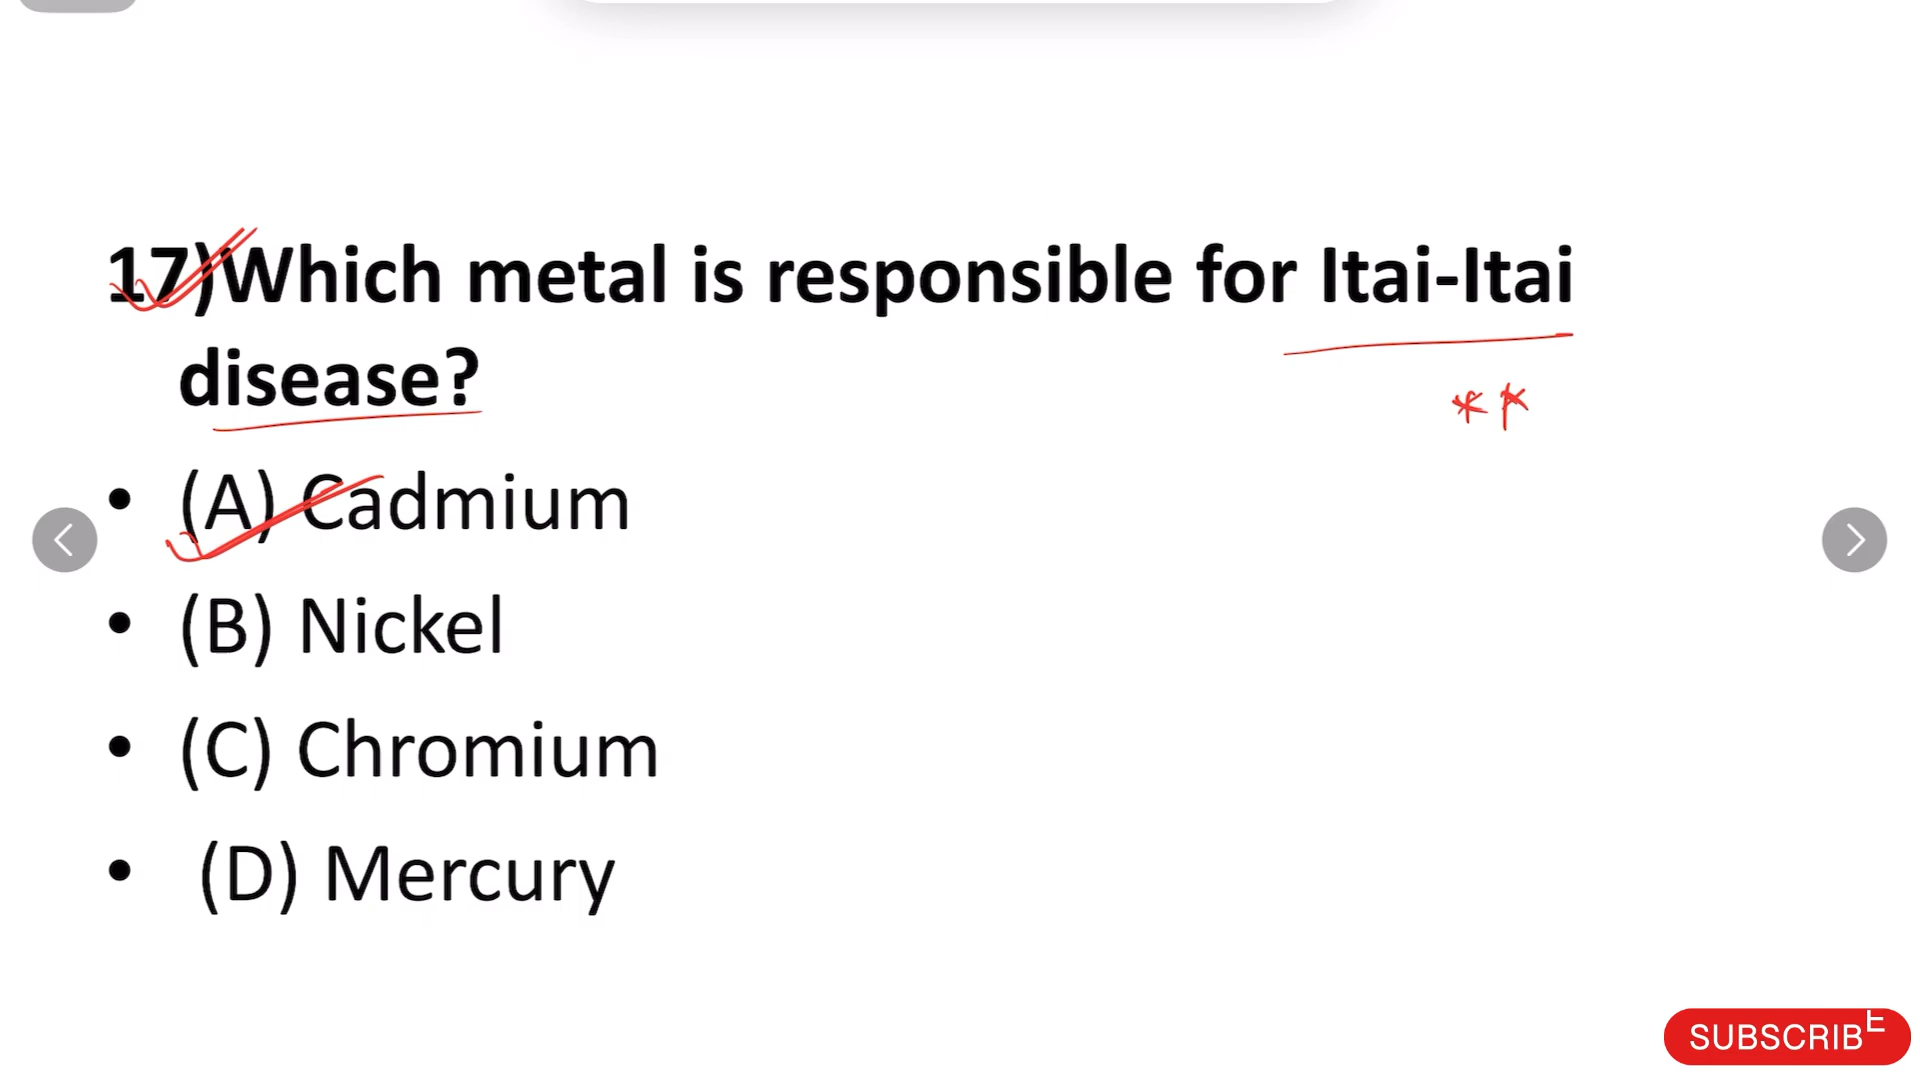 17)Which metal is responsible for Itai-Itai
disease?
**
• (A) Cadmium
• (B) Nickel
• (C) Chromium
• (D) Mercury
SUBSCRIBE